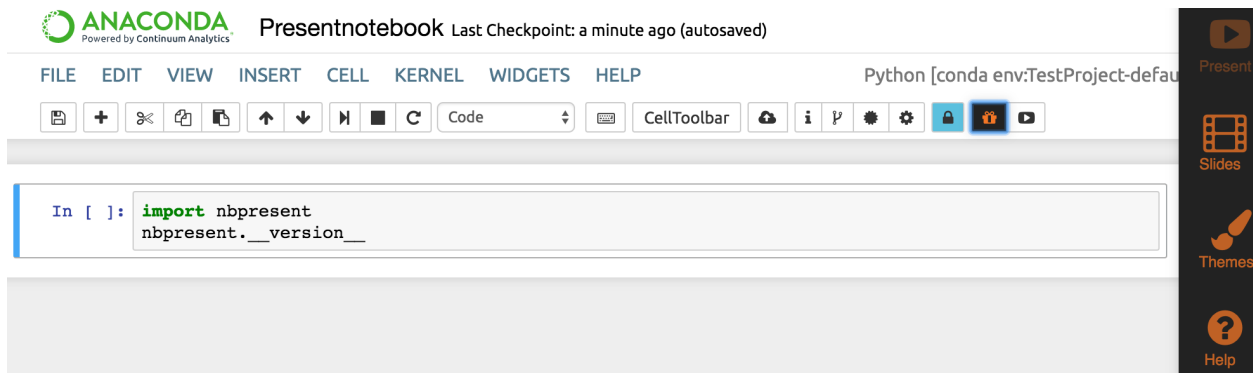 ANACONDA
Powered by Continuum Analytics
Presentnotebook Last Checkpoint: a minute ago (autosaved)
FILE EDIT VIEW INSERT CELL KERNEL WIDGETS HELP
Python [conda env:TestProject-defau
Code
CellToolbar
In [ ]: import nbpresent
nbpresent.__version__
Present
Slides
Themes
Help